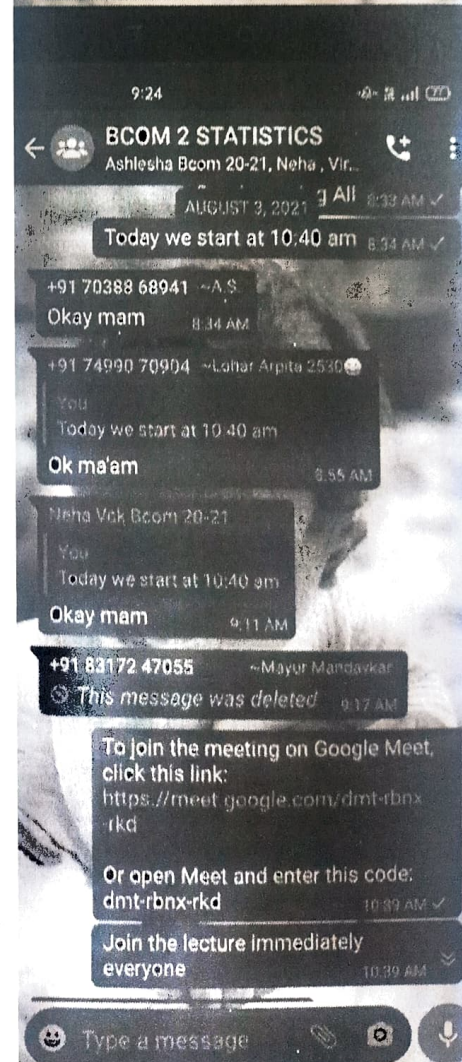 9:24
BCOM 2 STATISTICS
Ashlesha Bcom 20-21, Neha , Vir...
g All 8:33 AM
AUGUST 3, 2021
Today we start at 10:40 am 8:34 AM
+91 70388 68941 ~A.S.
Okay mam 8:34 AM
+91 74990 70904 ~Lohar Arpita 2530
You
Today we start at 10:40 am
Ok ma'am
8:55 AM
Neha Vck Bcom 20-21
You
Today we start at 10:40 am
Okay mam 9:11 AM
+91 83172 47055 ~Mayur Mandavkar
This message was deleted 9:17 AM
To join the meeting on Google Meet,
click this link:
https://meet.google.com/dmt-rbnx
-rkd
Or open Meet and enter this code:
dmt-rbnx-rkd 10:39 AM
Join the lecture immediately
everyone 10:39 AM
Type a message